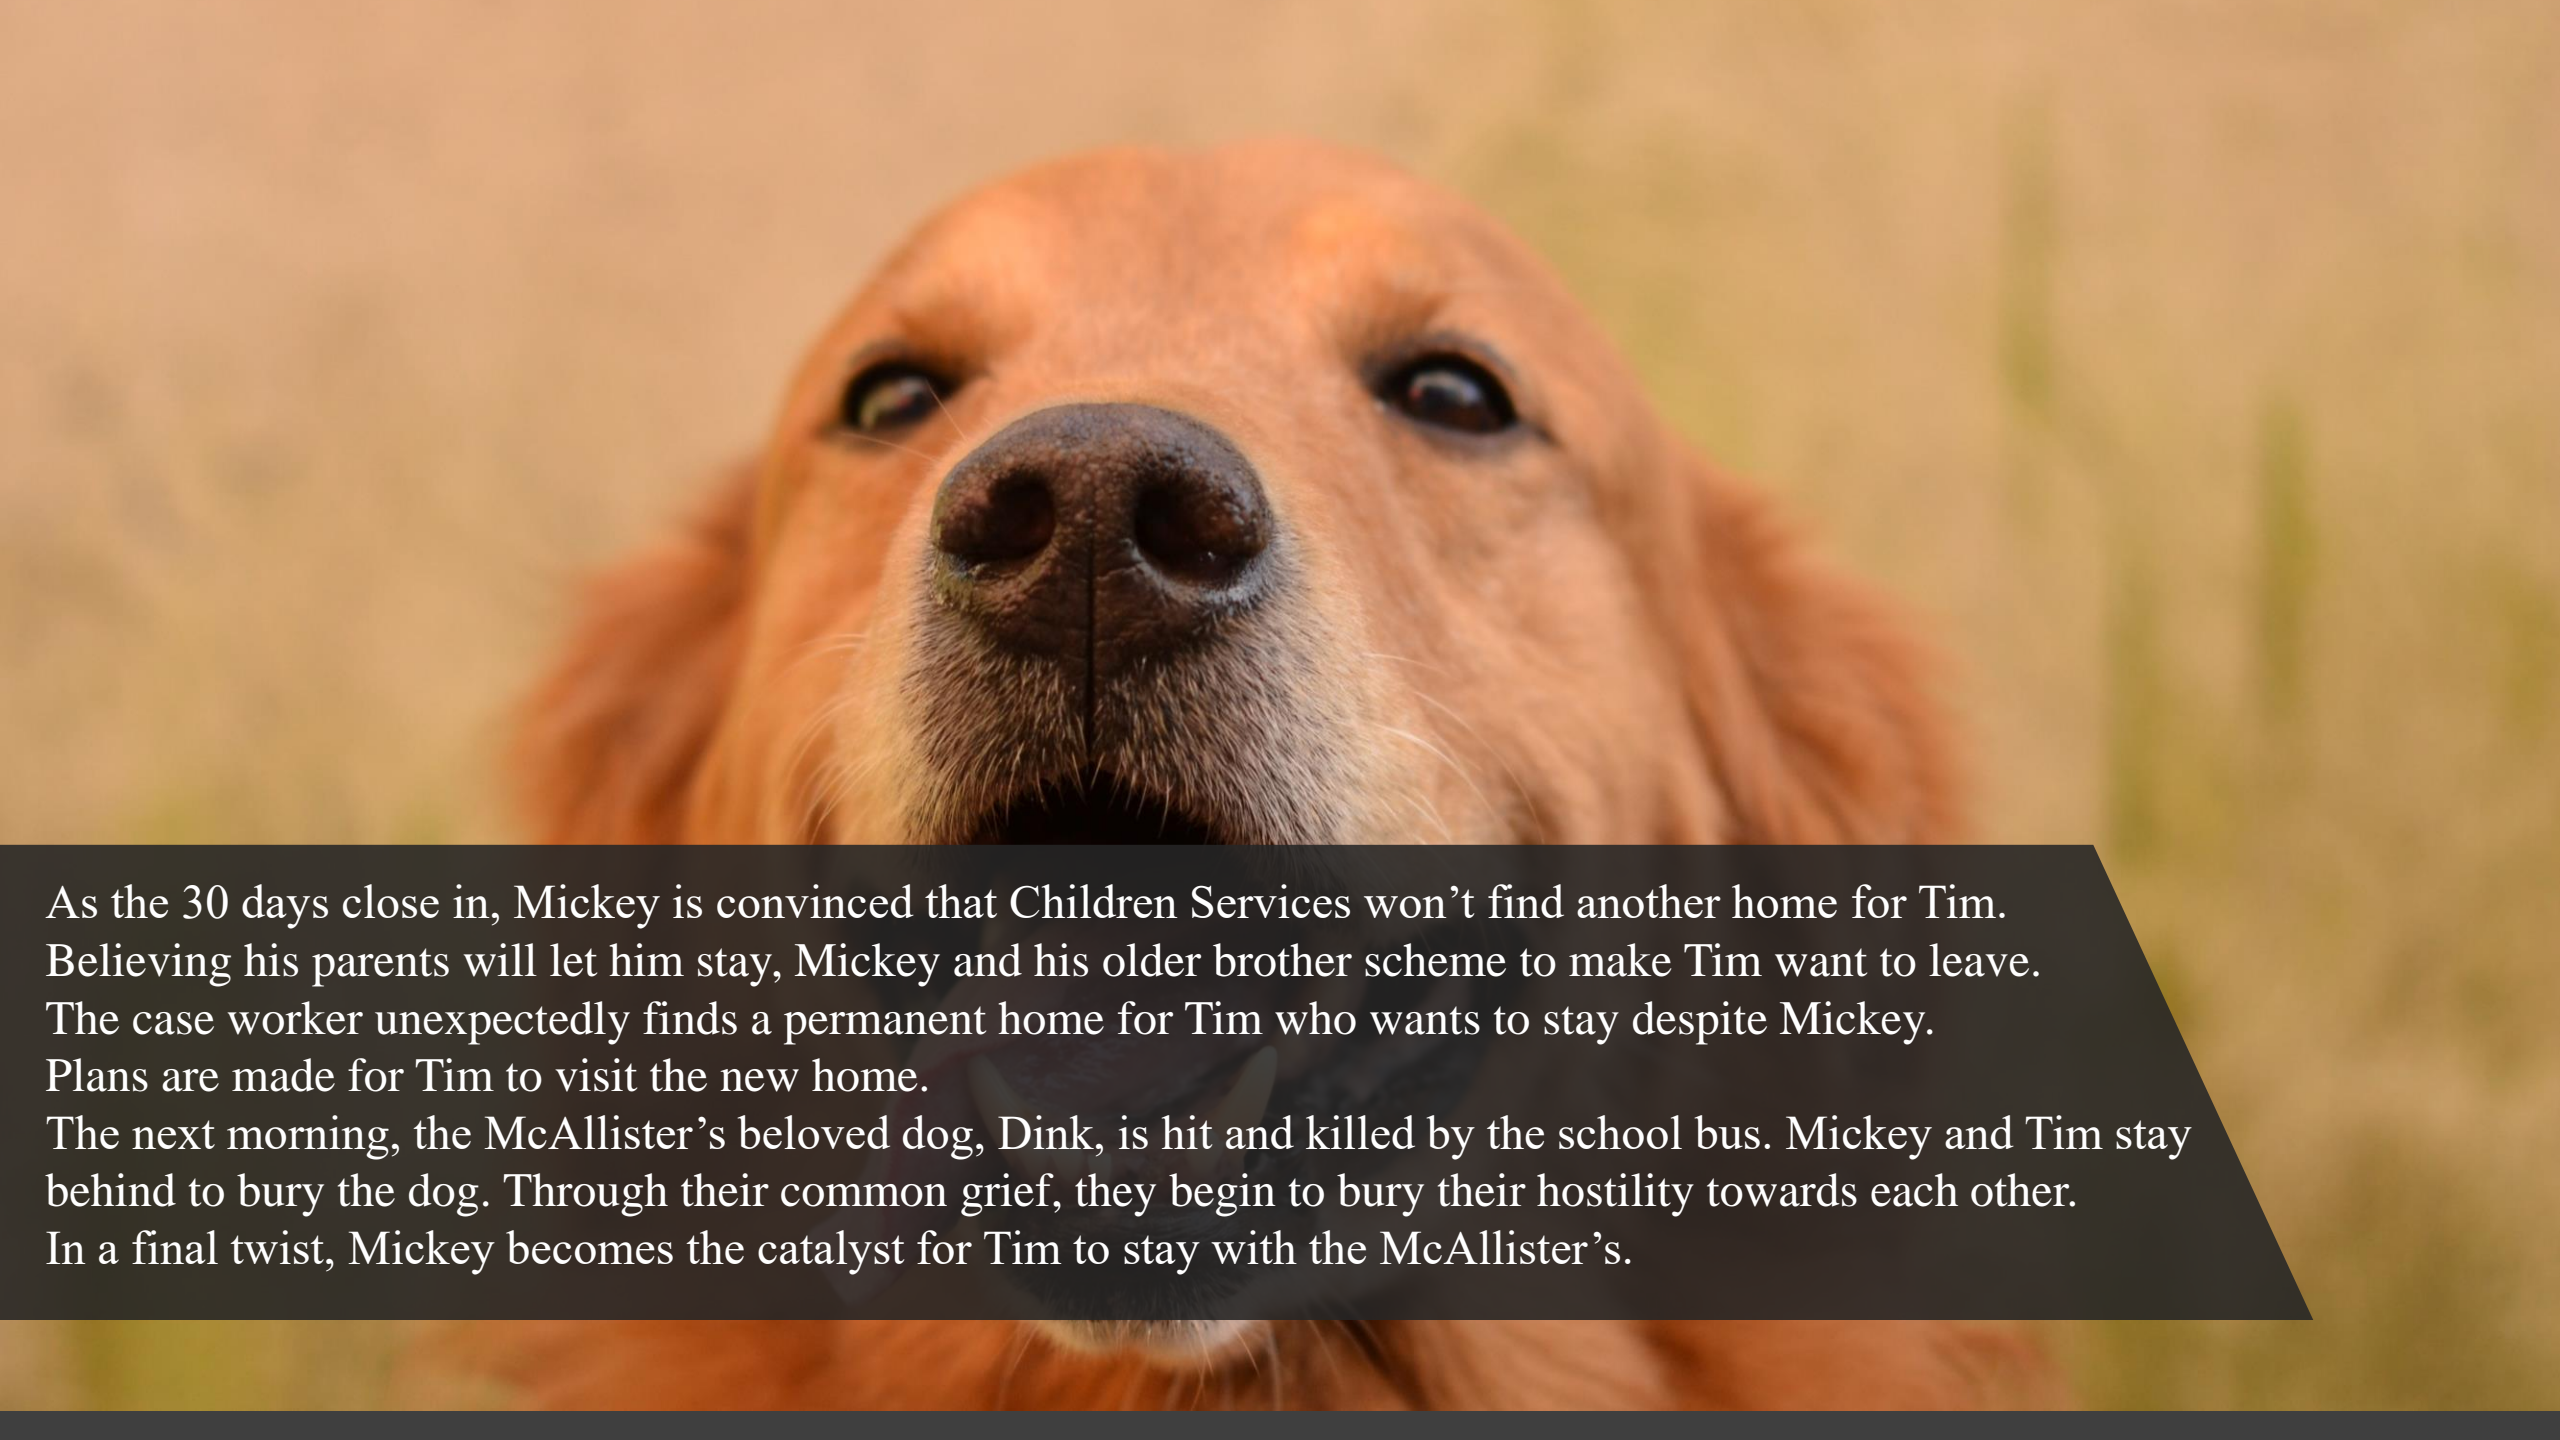 As the 30 days close in, Mickey is convinced that Children Services won’t find another home for Tim.
Believing his parents will let him stay, Mickey and his older brother scheme to make Tim want to leave.
The case worker unexpectedly finds a permanent home for Tim who wants to stay despite Mickey.
Plans are made for Tim to visit the new home.
The next morning, the McAllister’s beloved dog, Dink, is hit and killed by the school bus. Mickey and Tim stay
behind to bury the dog. Through their common grief, they begin to bury their hostility towards each other.
In a final twist, Mickey becomes the catalyst for Tim to stay with the McAllister’s.